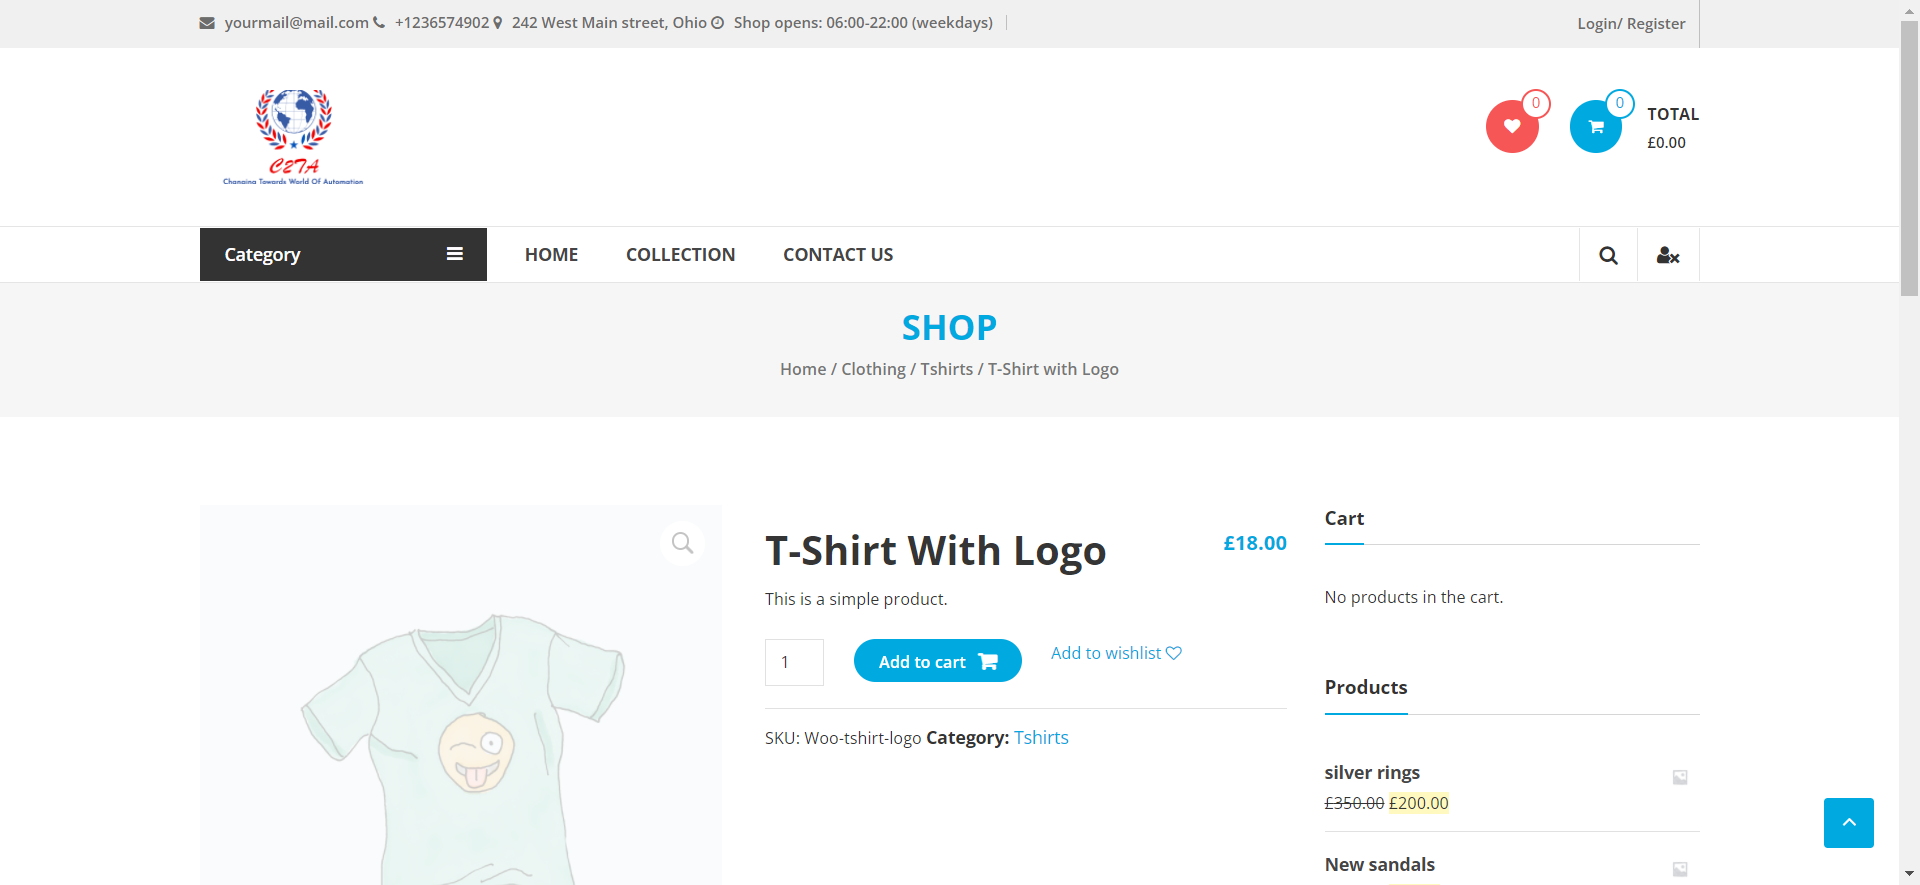 yourmail@mail.com +1236574902 242 West Main street, Ohio Shop opens: 06:00-22:00 (weekdays)
Login/ Register
0
0
TOTAL
£0.00
C2TA
Changing Towards World Of Automation
Category
HOME
COLLECTION
CONTACT US
SHOP
Home / Clothing / Tshirts / T-Shirt with Logo
T-Shirt With Logo
£18.00
This is a simple product.
1
Add to cart
Add to wishlist
SKU: Woo-tshirt-logo Category: Tshirts
Cart
No products in the cart.
Products
silver rings
£350.00 £200.00
New sandals